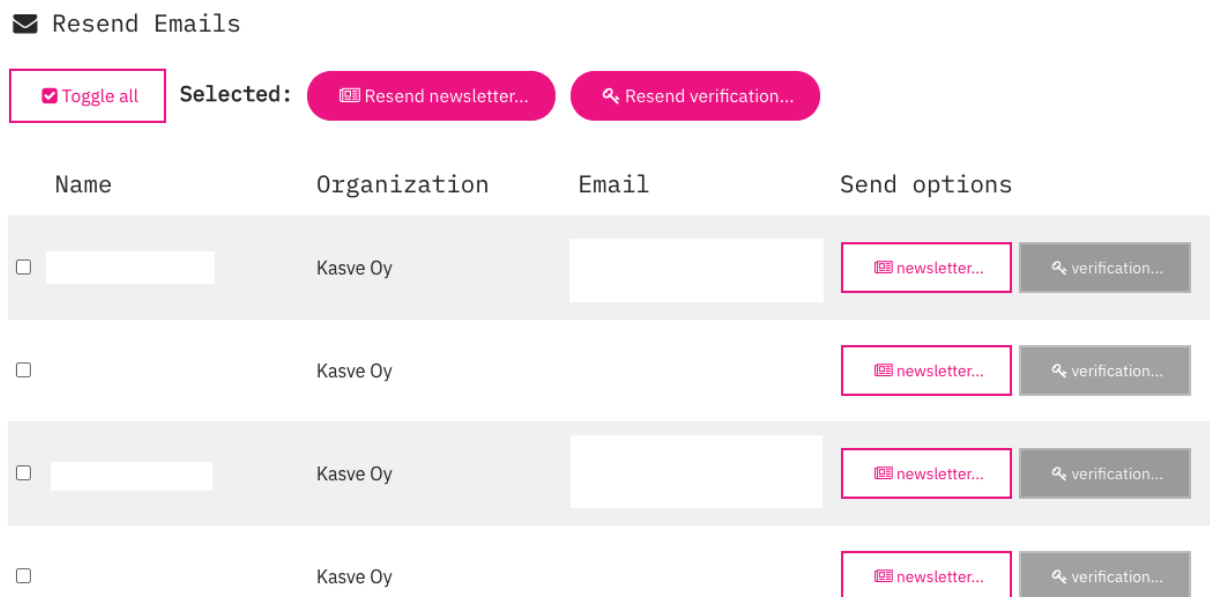 Resend Emails
Toggle all Selected: Resend newsletter... Resend verification...
Name Organization Email Send options
Kasve Oy newsletter... verification...
Kasve Oy newsletter... verification...
Kasve Oy newsletter... verification...
Kasve Oy newsletter... verification...